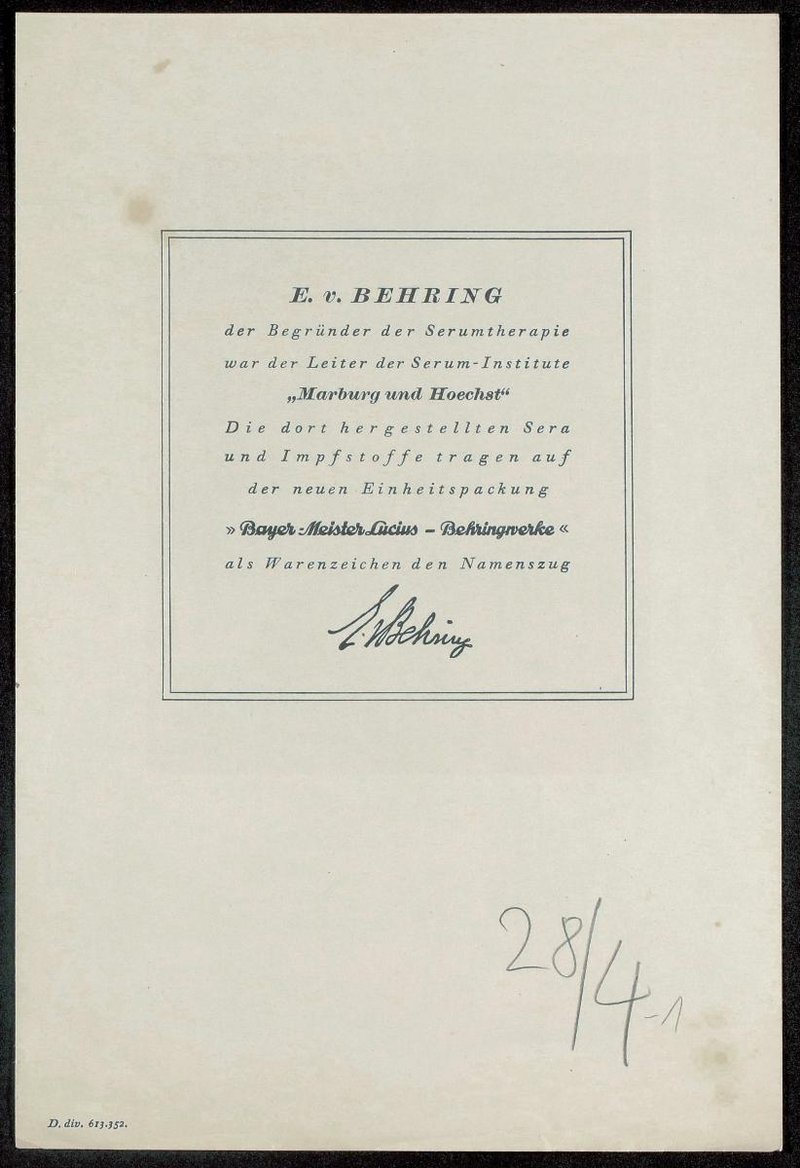 E. v. BEHRING
der Begründer der Serumtherapie
war der Leiter der Serum-Institute
„Marburg und Hoechst“
Die dort hergestellten Sera
und Impfstoffe tragen auf
der neuen Einheitspackung
» Bayer-Meister Lucius – Behringwerke «
als Warenzeichen den Namenszug
E. v. Behring
28/4-1
D. div. 613.352.